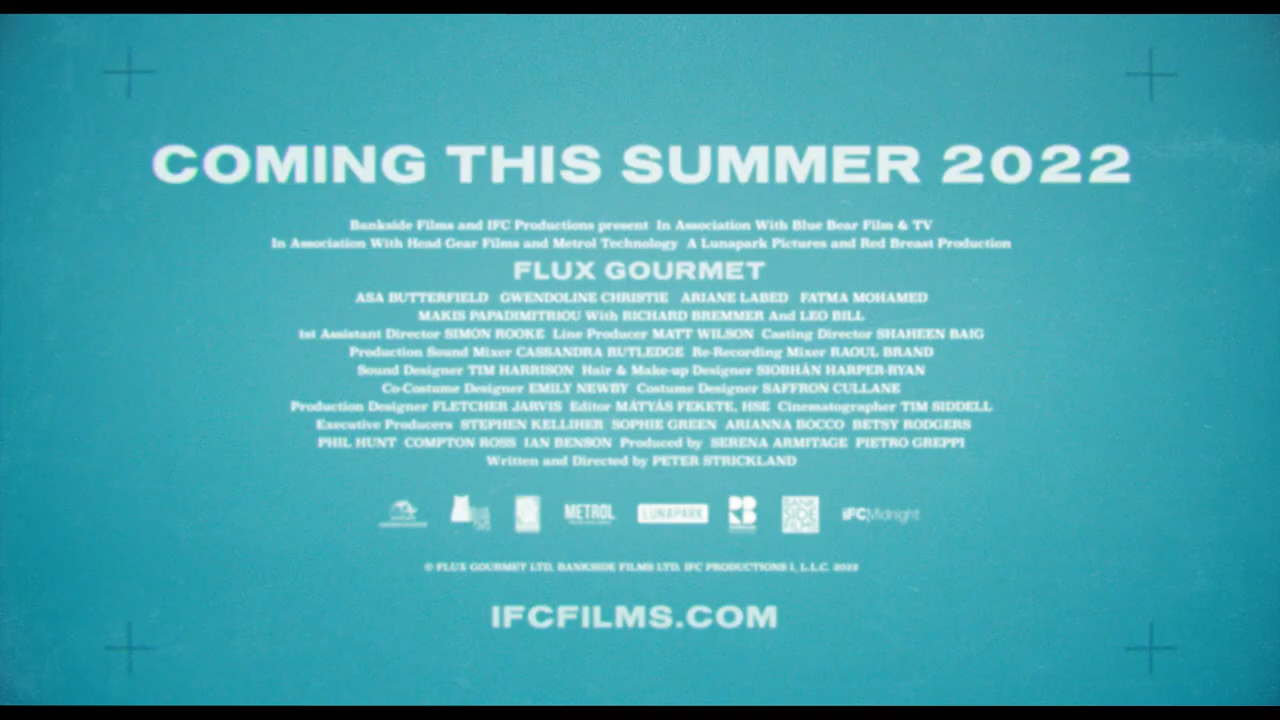 COMING THIS SUMMER 2022
Bankside Films and IFC Productions present In Association With Blue Bear Film & TV
In Association With Head Gear Films and Metrol Technology A Lunapark Pictures and Red Breast Production
FLUX GOURMET
ASA BUTTERFIELD GWENDOLINE CHRISTIE ARIANE LABED FATMA MOHAMED
MAKIS PAPADIMITRIOU With RICHARD BREMMER And LEO BILL
1st Assistant Director SIMON ROOKE Line Producer MATT WILSON Casting Director SHAHEEN BAIG
Production Sound Mixer CASSANDRA RUTLEDGE Re-Recording Mixer RAOUL BRAND
Sound Designer TIM HARRISON Hair & Make-up Designer SIOBHÁN HARPER-RYAN
Co-Costume Designer EMILY NEWBY Costume Designer SAFFRON CULLANE
Production Designer FLETCHER JARVIS Editor MÁTYÁS FEKETE, HSE Cinematographer TIM SIDDELL
Executive Producers STEPHEN KELLIHER SOPHIE GREEN ARIANNA BOCCO BETSY RODGERS
PHIL HUNT COMPTON ROSS IAN BENSON Produced by SERENA ARMITAGE PIETRO GREPPI
Written and Directed by PETER STRICKLAND
METROL LUNAPARK BANK SIDE FILMS IFC Midnight
© FLUX GOURMET LTD, BANKSIDE FILMS LTD, IFC PRODUCTIONS I, L.L.C. 2022
IFCFILMS.COM